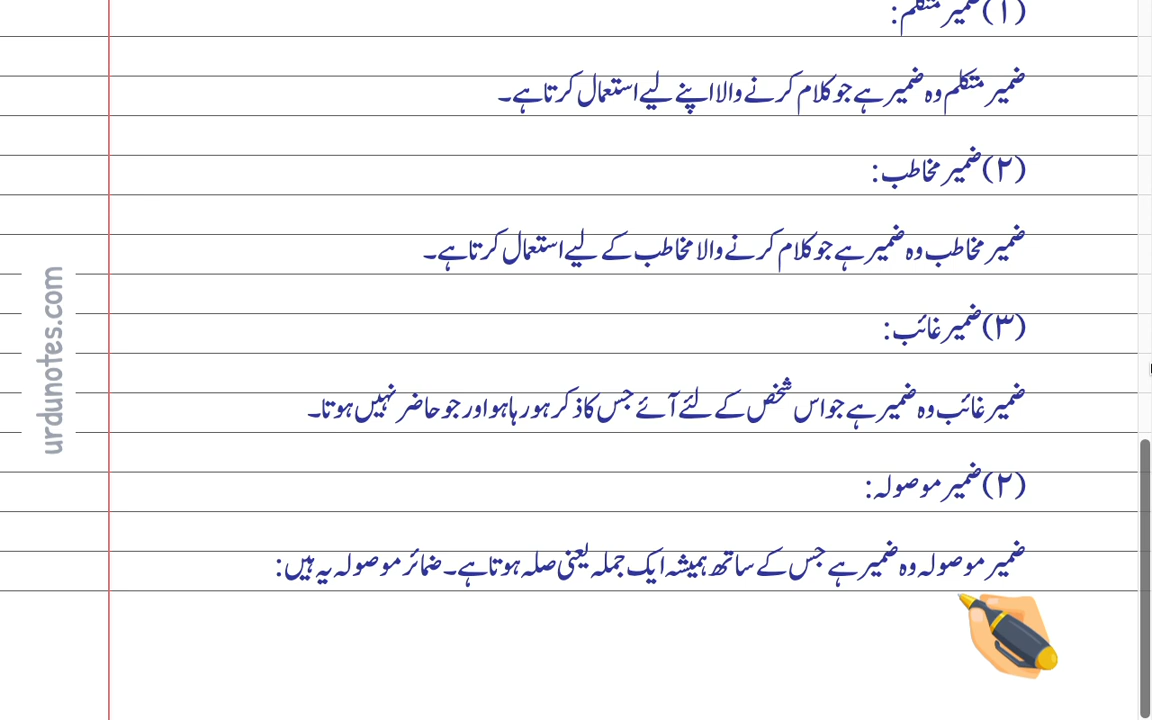 (۱)ضمیر متکلم:
ضمیر متکلم وہ ضمیر ہے جو کلام کرنے والا اپنے لیے استعمال کرتا ہے۔
(۲)ضمیر مخاطب:
ضمیر مخاطب وہ ضمیر ہے جو کلام کرنے والا مخاطب کے لیے استعمال کرتا ہے۔
(۳)ضمیر غائب:
ضمیر غائب وہ ضمیر ہے جو اس شخص کے لئے آئے جس کا ذکر ہو رہا ہو اور جو حاضر نہیں ہوتا۔
(۲)ضمیر موصولہ:
ضمیر موصولہ وہ ضمیر ہے جس کے ساتھ ہمیشہ ایک جملہ یعنی صلہ ہوتا ہے۔ ضمائر موصولہ یہ ہیں:
urdunotes.com